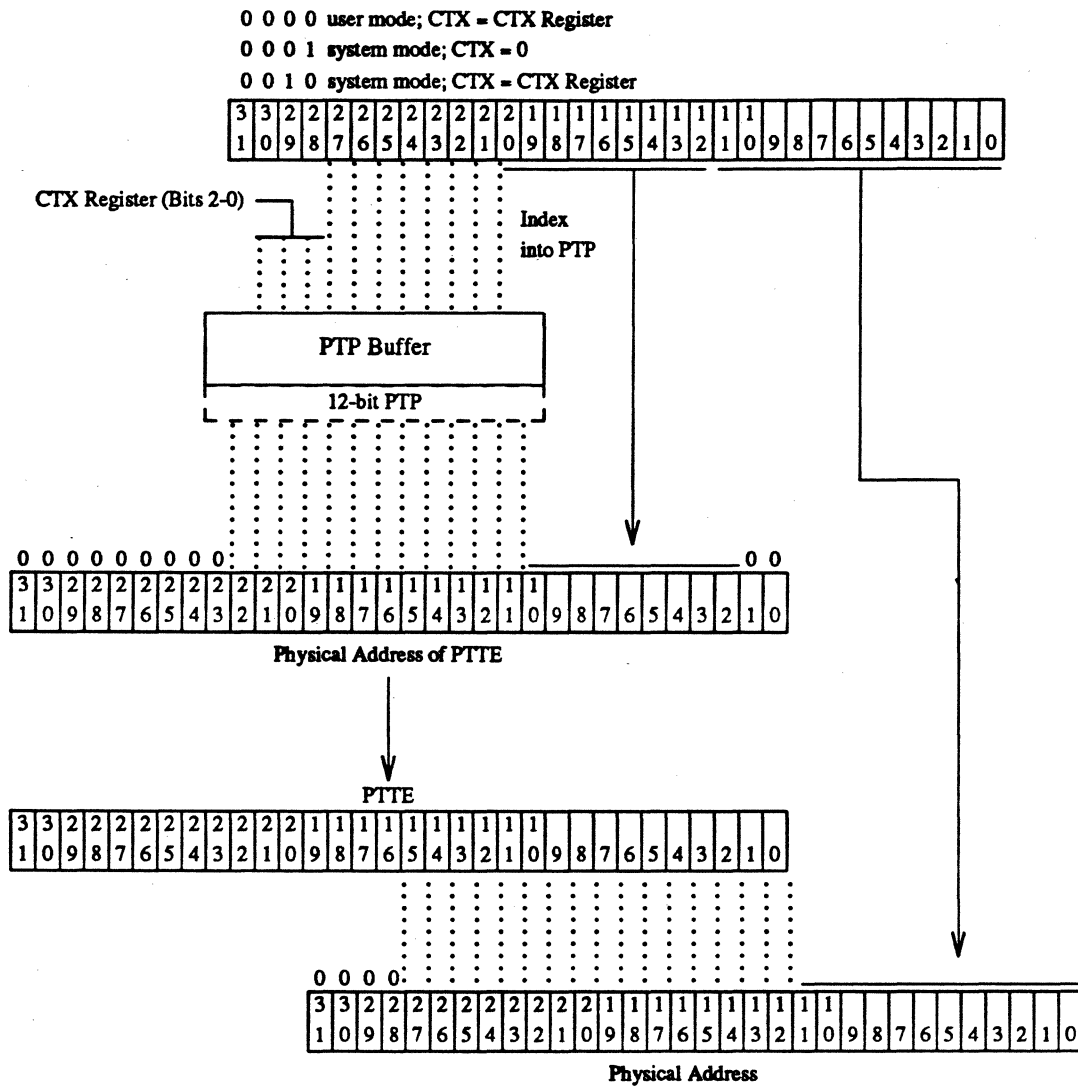 0 0 0 0 user mode; CTX = CTX Register
0 0 0 1 system mode; CTX = 0
0 0 1 0 system mode; CTX = CTX Register
3 3 2 2 2 2 2 2 2 2 2 2 1 1 1 1 1 1 1 1 1 1
1 0 9 8 7 6 5 4 3 2 1 0 9 8 7 6 5 4 3 2 1 0 9 8 7 6 5 4 3 2 1 0
CTX Register (Bits 2-0)
Index
into PTP
PTP Buffer
12-bit PTP
0 0 0 0 0 0 0 0 0 0 0
3 3 2 2 2 2 2 2 2 2 2 2 1 1 1 1 1 1 1 1 1 1
1 0 9 8 7 6 5 4 3 2 1 0 9 8 7 6 5 4 3 2 1 0 9 8 7 6 5 4 3 2 1 0
Physical Address of PTTE
PTTE
3 3 2 2 2 2 2 2 2 2 2 2 1 1 1 1 1 1 1 1 1 1
1 0 9 8 7 6 5 4 3 2 1 0 9 8 7 6 5 4 3 2 1 0 9 8 7 6 5 4 3 2 1 0
0 0 0 0
3 3 2 2 2 2 2 2 2 2 2 2 1 1 1 1 1 1 1 1 1 1
1 0 9 8 7 6 5 4 3 2 1 0 9 8 7 6 5 4 3 2 1 0 9 8 7 6 5 4 3 2 1 0
Physical Address